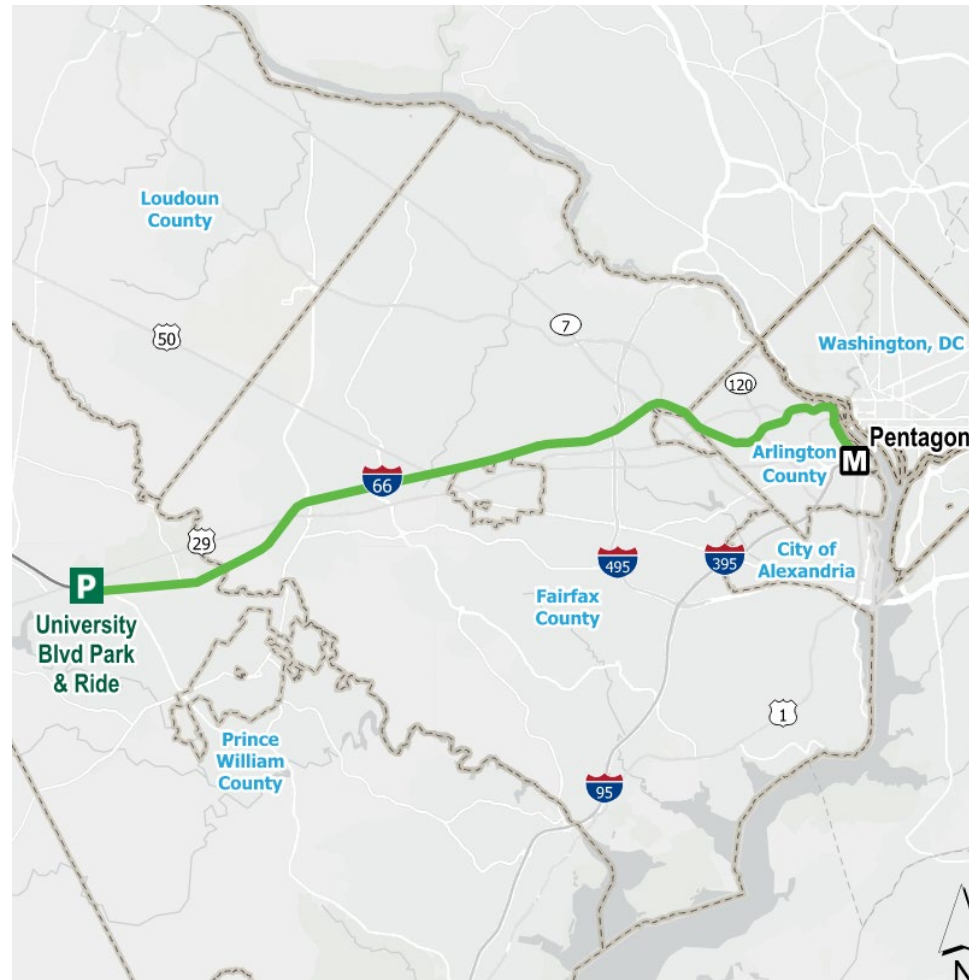 Loudoun
County
50
7
Washington, DC
120
Pentagon
M
Arlington
County
66
29
495
395
City of
Alexandria
P
University
Blvd Park
& Ride
Fairfax
County
1
Prince
William
County
95
N